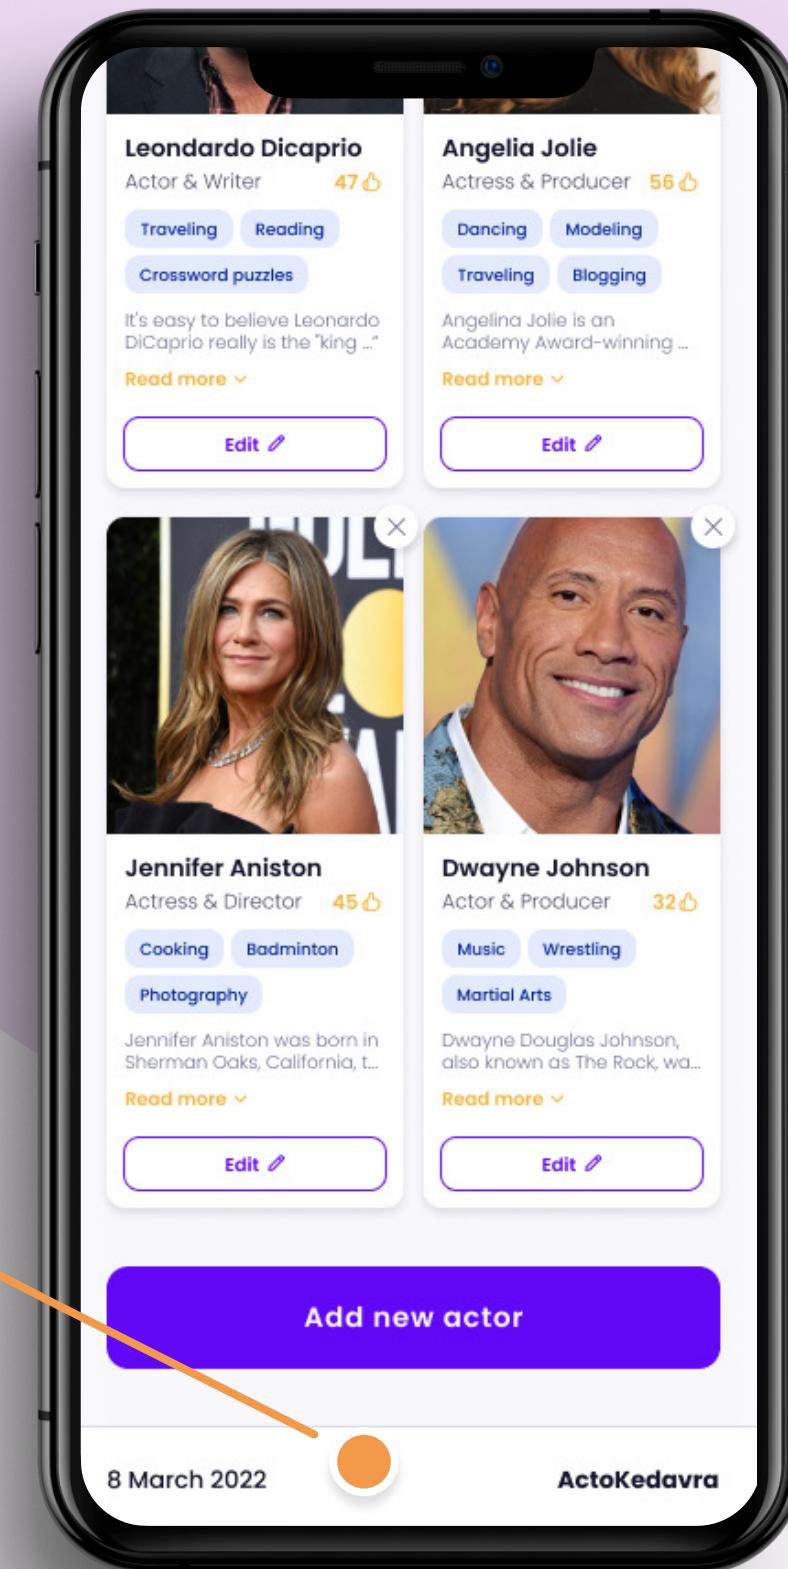 Leondardo Dicaprio
Actor & Writer 47
Traveling Reading
Crossword puzzles
It's easy to believe Leonardo
DiCaprio really is the "king ..."
Read more
Edit
Angelia Jolie
Actress & Producer 56
Dancing Modeling
Traveling Blogging
Angelina Jolie is an
Academy Award-winning ...
Read more
Edit
Jennifer Aniston
Actress & Director 45
Cooking Badminton
Photography
Jennifer Aniston was born in
Sherman Oaks, California, t...
Read more
Edit
Dwayne Johnson
Actor & Producer 32
Music Wrestling
Martial Arts
Dwayne Douglas Johnson,
also known as The Rock, wa...
Read more
Edit
Add new actor
8 March 2022 ActoKedavra